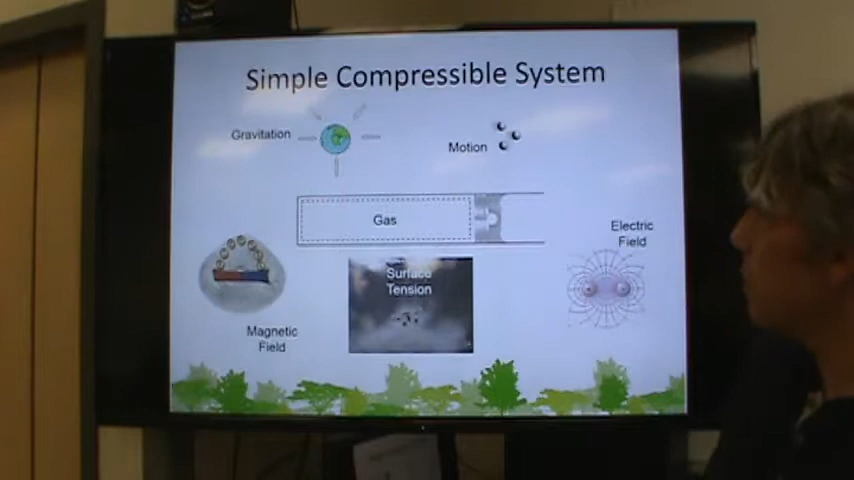 Simple Compressible System
Gravitation
Motion
Gas
Electric
Field
Surface
Tension
Magnetic
Field